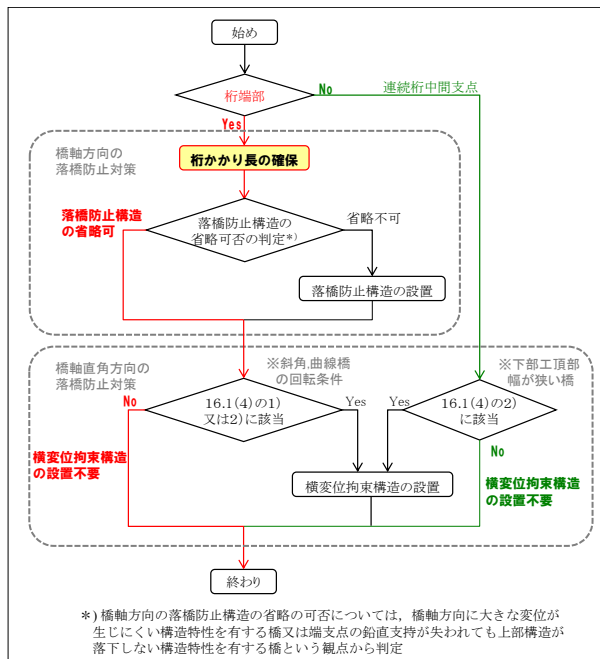 始め
桁端部
No
連続桁中間支点
Yes
橋軸方向の
落橋防止対策
桁かかり長の確保
落橋防止構造
の省略可
落橋防止構造の
省略可否の判定*)
省略不可
落橋防止構造の設置
橋軸直角方向の
落橋防止対策
※斜角,曲線橋
の回転条件
※下部工頂部
幅が狭い橋
No
16.1(4)の1)
又は2)に該当
Yes
Yes
16.1(4)の2)
に該当
No
横変位拘束構造
の設置不要
横変位拘束構造の設置
横変位拘束構造
の設置不要
終わり
*)橋軸方向の落橋防止構造の省略の可否については，橋軸方向に大きな変位が
生じにくい構造特性を有する橋又は端支点の鉛直支持が失われても上部構造が
落下しない構造特性を有する橋という観点から判定